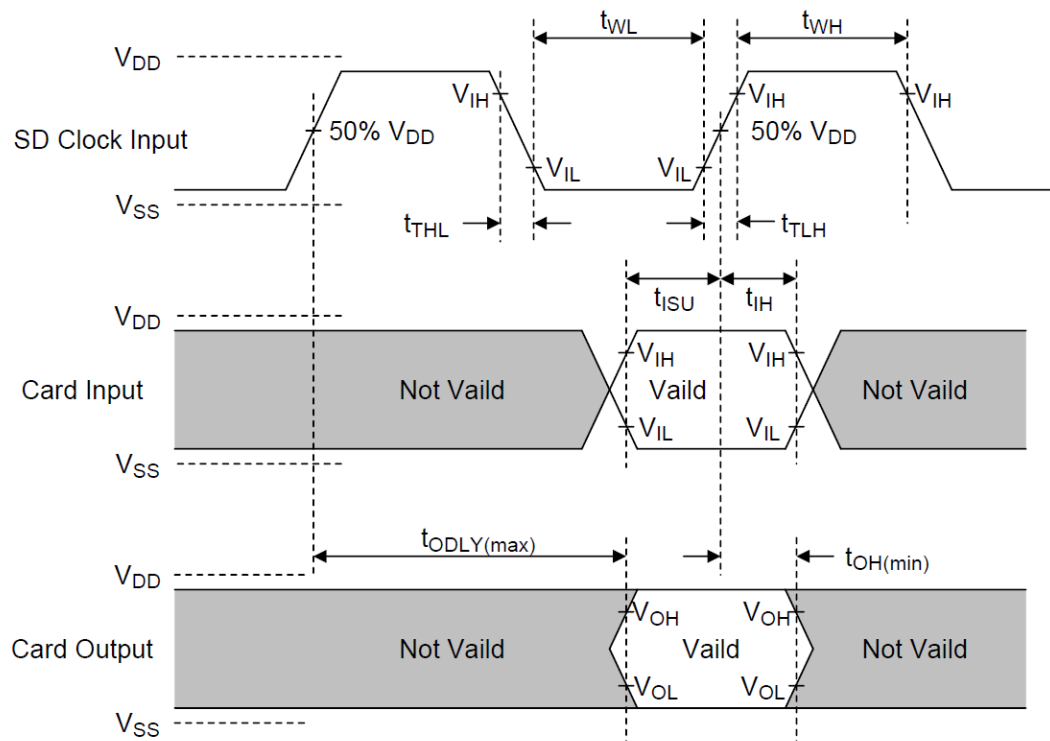 tWL
tWH
VDD
VIH
VIH
VIH
SD Clock Input
50% VDD
50% VDD
VIL
VIL
VSS
tTHL
tTLH
tISU
tIH
VDD
VIH
VIH
Card Input
Not Vaild
Vaild
Not Vaild
VIL
VIL
VSS
tODLY(max)
tOH(min)
VDD
VOH
VOH
Card Output
Not Vaild
Vaild
Not Vaild
VOL
VOL
VSS